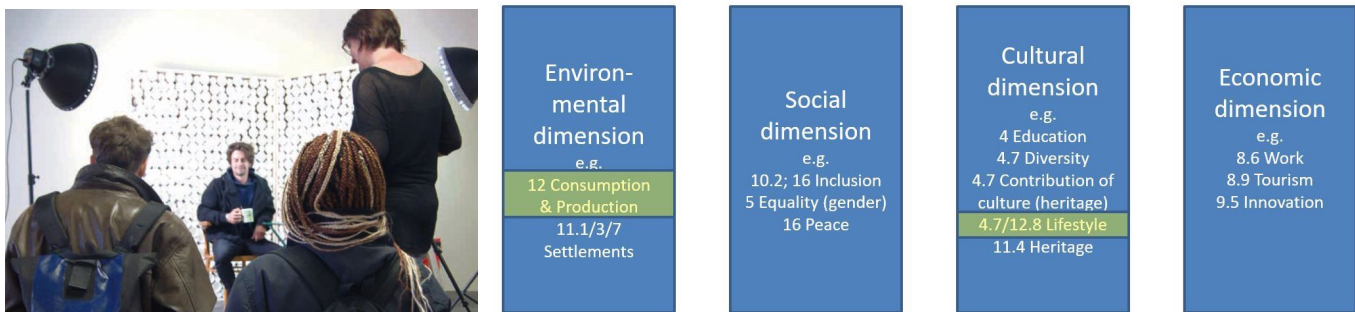 Environ-
mental
dimension
e.g.
12 Consumption
& Production
11.1/3/7
Settlements
Social
dimension
e.g.
10.2; 16 Inclusion
5 Equality (gender)
16 Peace
Cultural
dimension
e.g.
4 Education
4.7 Diversity
4.7 Contribution of
culture (heritage)
4.7/12.8 Lifestyle
11.4 Heritage
Economic
dimension
e.g.
8.6 Work
8.9 Tourism
9.5 Innovation